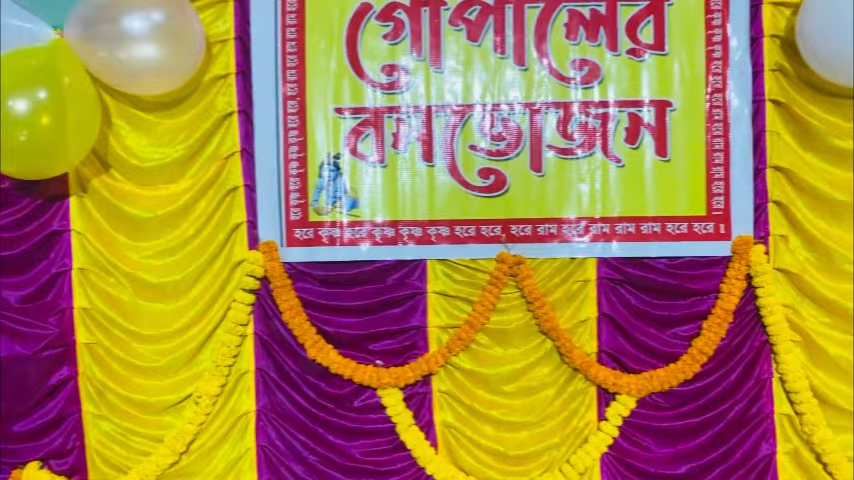 গোপালের
বনভোজন
হরে কৃষ্ণ হরে কৃষ্ণ কৃষ্ণ কৃষ্ণ হরে হরে, হরে রাম হরে রাম রাম রাম হরে হরে ॥